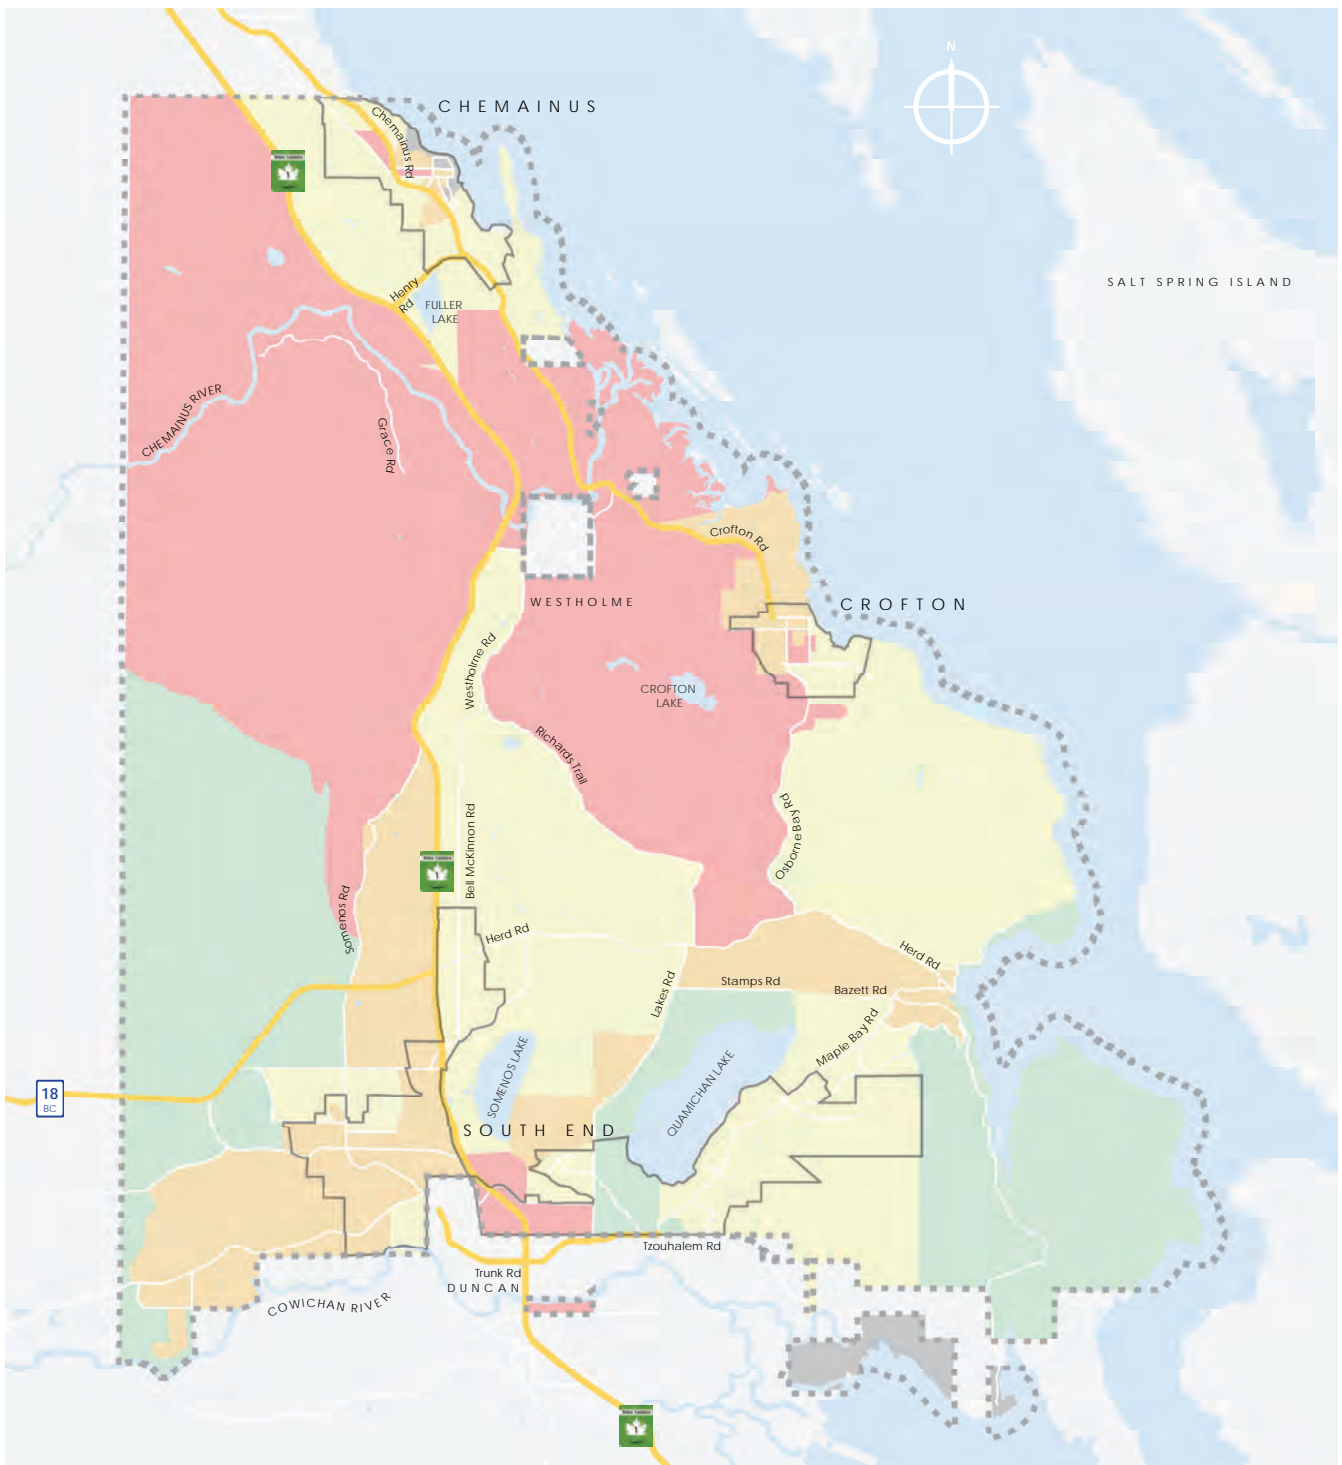 N
CHEMAINUS
Chemainus Rd
1
SALT SPRING ISLAND
Henry
Rd
FULLER
LAKE
CHEMAINUS RIVER
Grace Rd
Crofton Rd
WESTHOLME
CROFTON
Westholme Rd
CROFTON
LAKE
Richards Trail
Osborne Bay Rd
Bell McKinnon Rd
1
Somenos Rd
Herd Rd
Herd Rd
Lakes Rd
Stamps Rd
Bazett Rd
Maple Bay Rd
SOMENOS LAKE
QUAMICHAN LAKE
18
BC
SOUTH END
Tzouhalem Rd
Trunk Rd
DUNCAN
COWICHAN RIVER
1